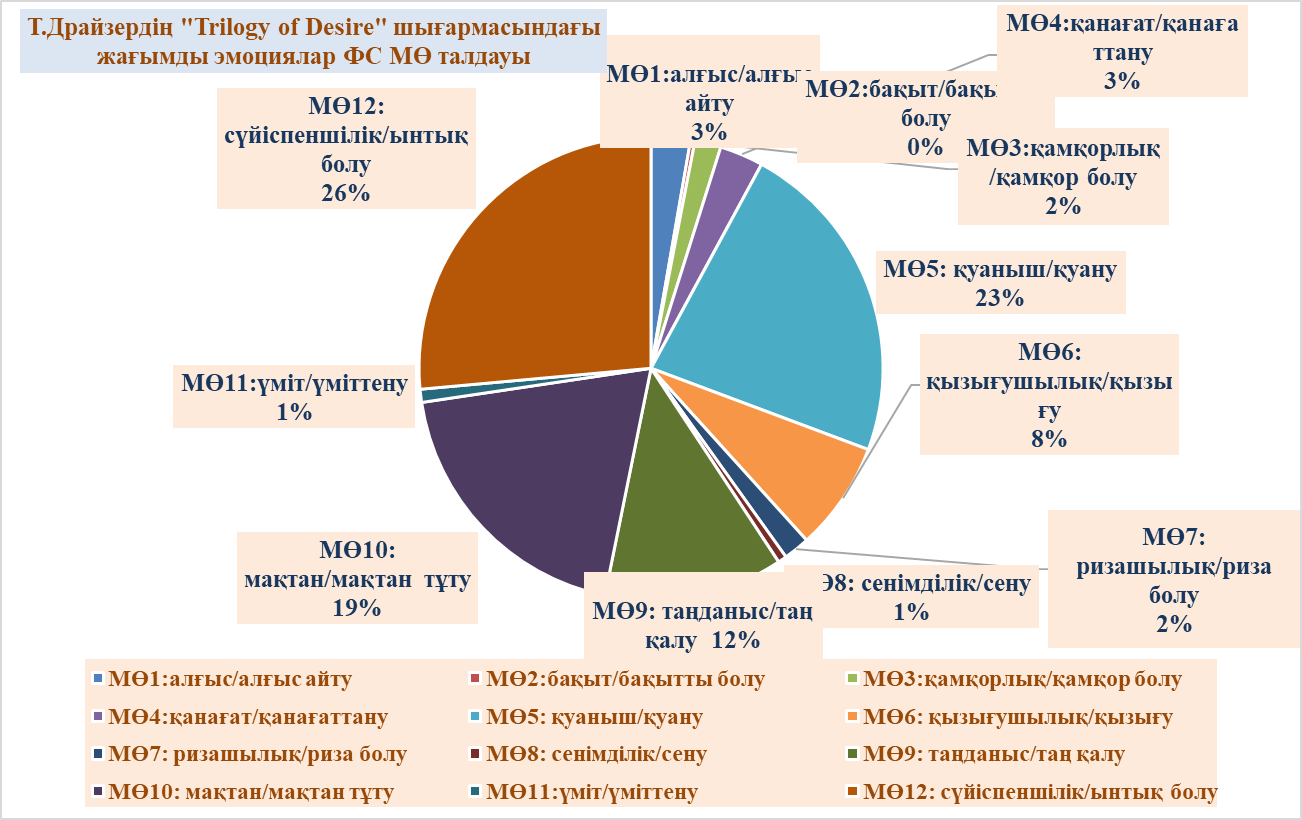 Т.Драйзердің "Trilogy of Desire" шығармасындағы
жағымды эмоциялар ФС МӨ талдауы
МӨ1:алғыс/алғыс
айту
3%
МӨ2:бақыт/бақы
болу
0%
МӨ4:қанағат/қанаға
ттану
3%
МӨ3:қамқорлық
/қамқор болу
2%
МӨ5: қуаныш/қуану
23%
МӨ6:
қызығушылық/қызы
ғу
8%
МӨ7:
ризашылық/риза
болу
2%
МӨ8: сенімділік/сену
1%
МӨ9: таңданыс/таң
қалу 12%
МӨ10:
мақтан/мақтан тұту
19%
МӨ11:үміт/үміттену
1%
МӨ12:
сүйіспеншілік/ынтық
болу
26%
МӨ1:алғыс/алғыс айту
МӨ2:бақыт/бақытты болу
МӨ3:қамқорлық/қамқор болу
МӨ4:қанағат/қанағаттану
МӨ5: қуаныш/қуану
МӨ6: қызығушылық/қызығу
МӨ7: ризашылық/риза болу
МӨ8: сенімділік/сену
МӨ9: таңданыс/таң қалу
МӨ10: мақтан/мақтан тұту
МӨ11:үміт/үміттену
МӨ12: сүйіспеншілік/ынтық болу